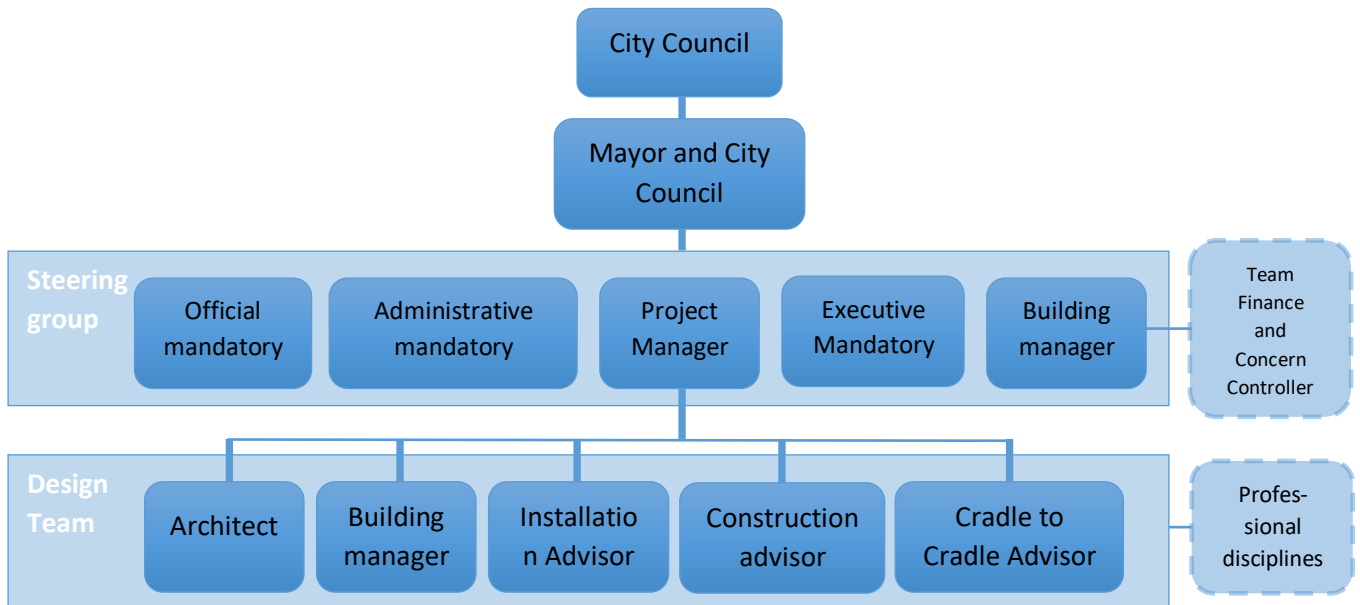 City Council
Mayor and City
Council
Steering
group
Official
mandatory
Administrative
mandatory
Project
Manager
Executive
Mandatory
Building
manager
Team
Finance
and
Concern
Controller
Design
Team
Architect
Building
manager
Installatio
n Advisor
Construction
advisor
Cradle to
Cradle Advisor
Profes-
sional
disciplines